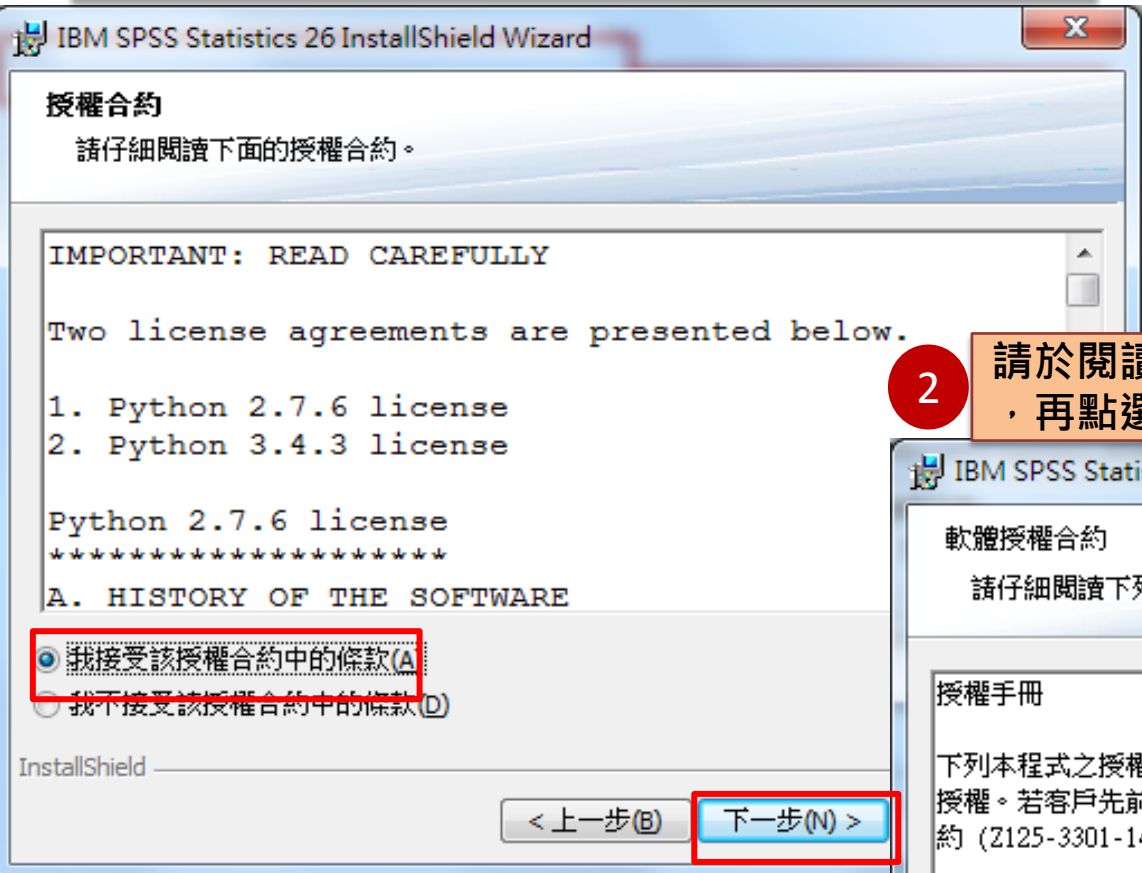 IBM SPSS Statistics 26 InstallShield Wizard
授權合約
請仔細閱讀下面的授權合約。
IMPORTANT: READ CAREFULLY
Two license agreements are presented below.
1. Python 2.7.6 license
2. Python 3.4.3 license
Python 2.7.6 license
********************
A. HISTORY OF THE SOFTWARE
我接受該授權合約中的條款(A)
我不接受該授權合約中的條款(D)
InstallShield
< 上一步(B)
下一步(N) >
2
請於閱讀
，再點選
IBM SPSS Stati
軟體授權合約
請仔細閱讀下列
授權手冊
下列本程式之授權
授權。若客戶先前
約 (Z125-3301-14